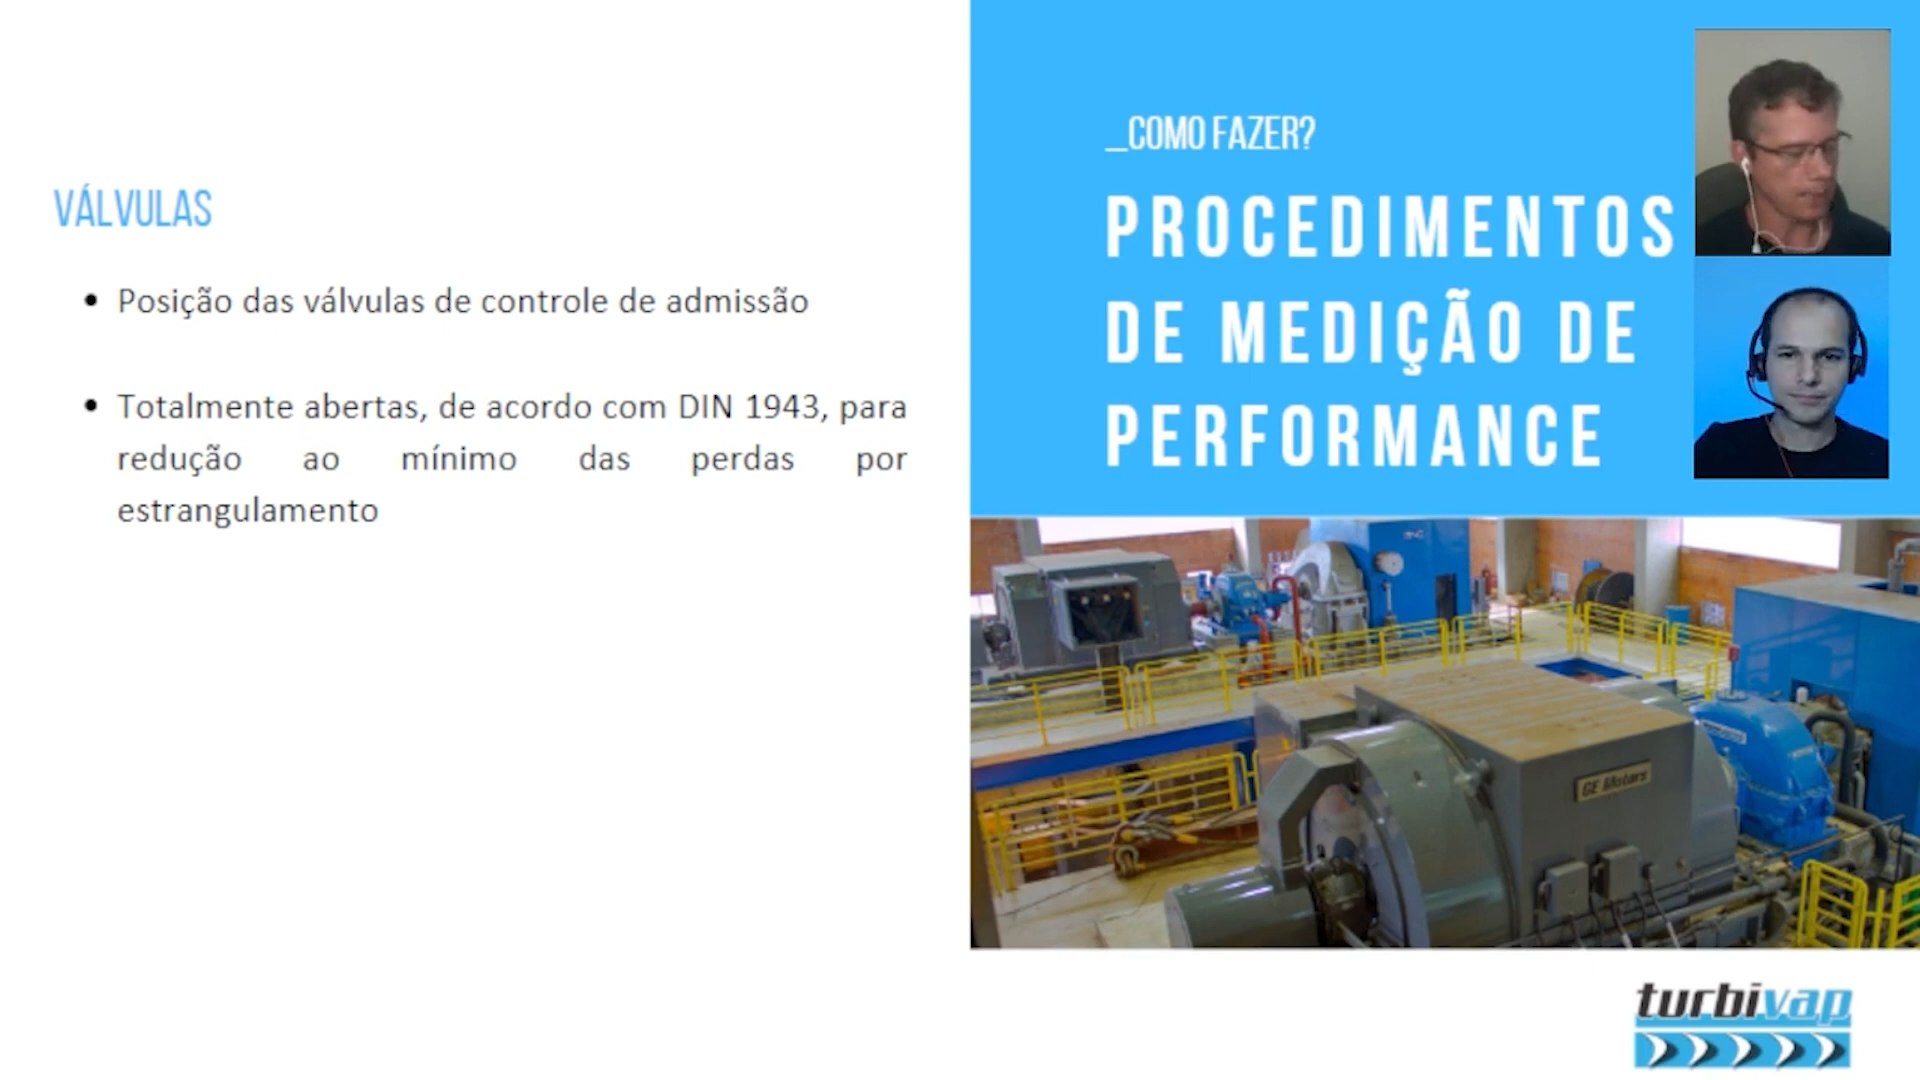 VÁLVULAS
Posição das válvulas de controle de admissão
Totalmente abertas, de acordo com DIN 1943, para
redução ao mínimo das perdas por
estrangulamento
_COMO FAZER?
PROCEDIMENTOS
DE MEDIÇÃO DE
PERFORMANCE
GE Motors
turbivap